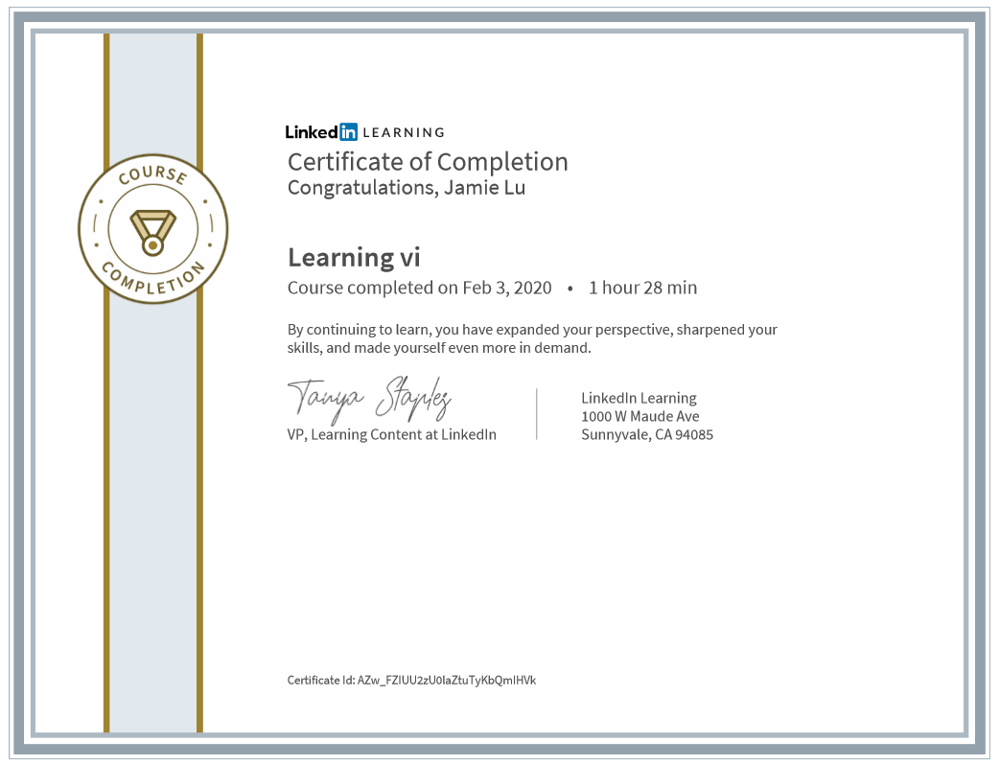 Linked in LEARNING
Certificate of Completion
Congratulations, Jamie Lu
COURSE
COMPLETION
Learning vi
Course completed on Feb 3, 2020 • 1 hour 28 min
By continuing to learn, you have expanded your perspective, sharpened your
skills, and made yourself even more in demand.
Tanya Staples
VP, Learning Content at LinkedIn
LinkedIn Learning
1000 W Maude Ave
Sunnyvale, CA 94085
Certificate Id: AZw_FZIUU2zU0laZtuTyKbQmIHVk